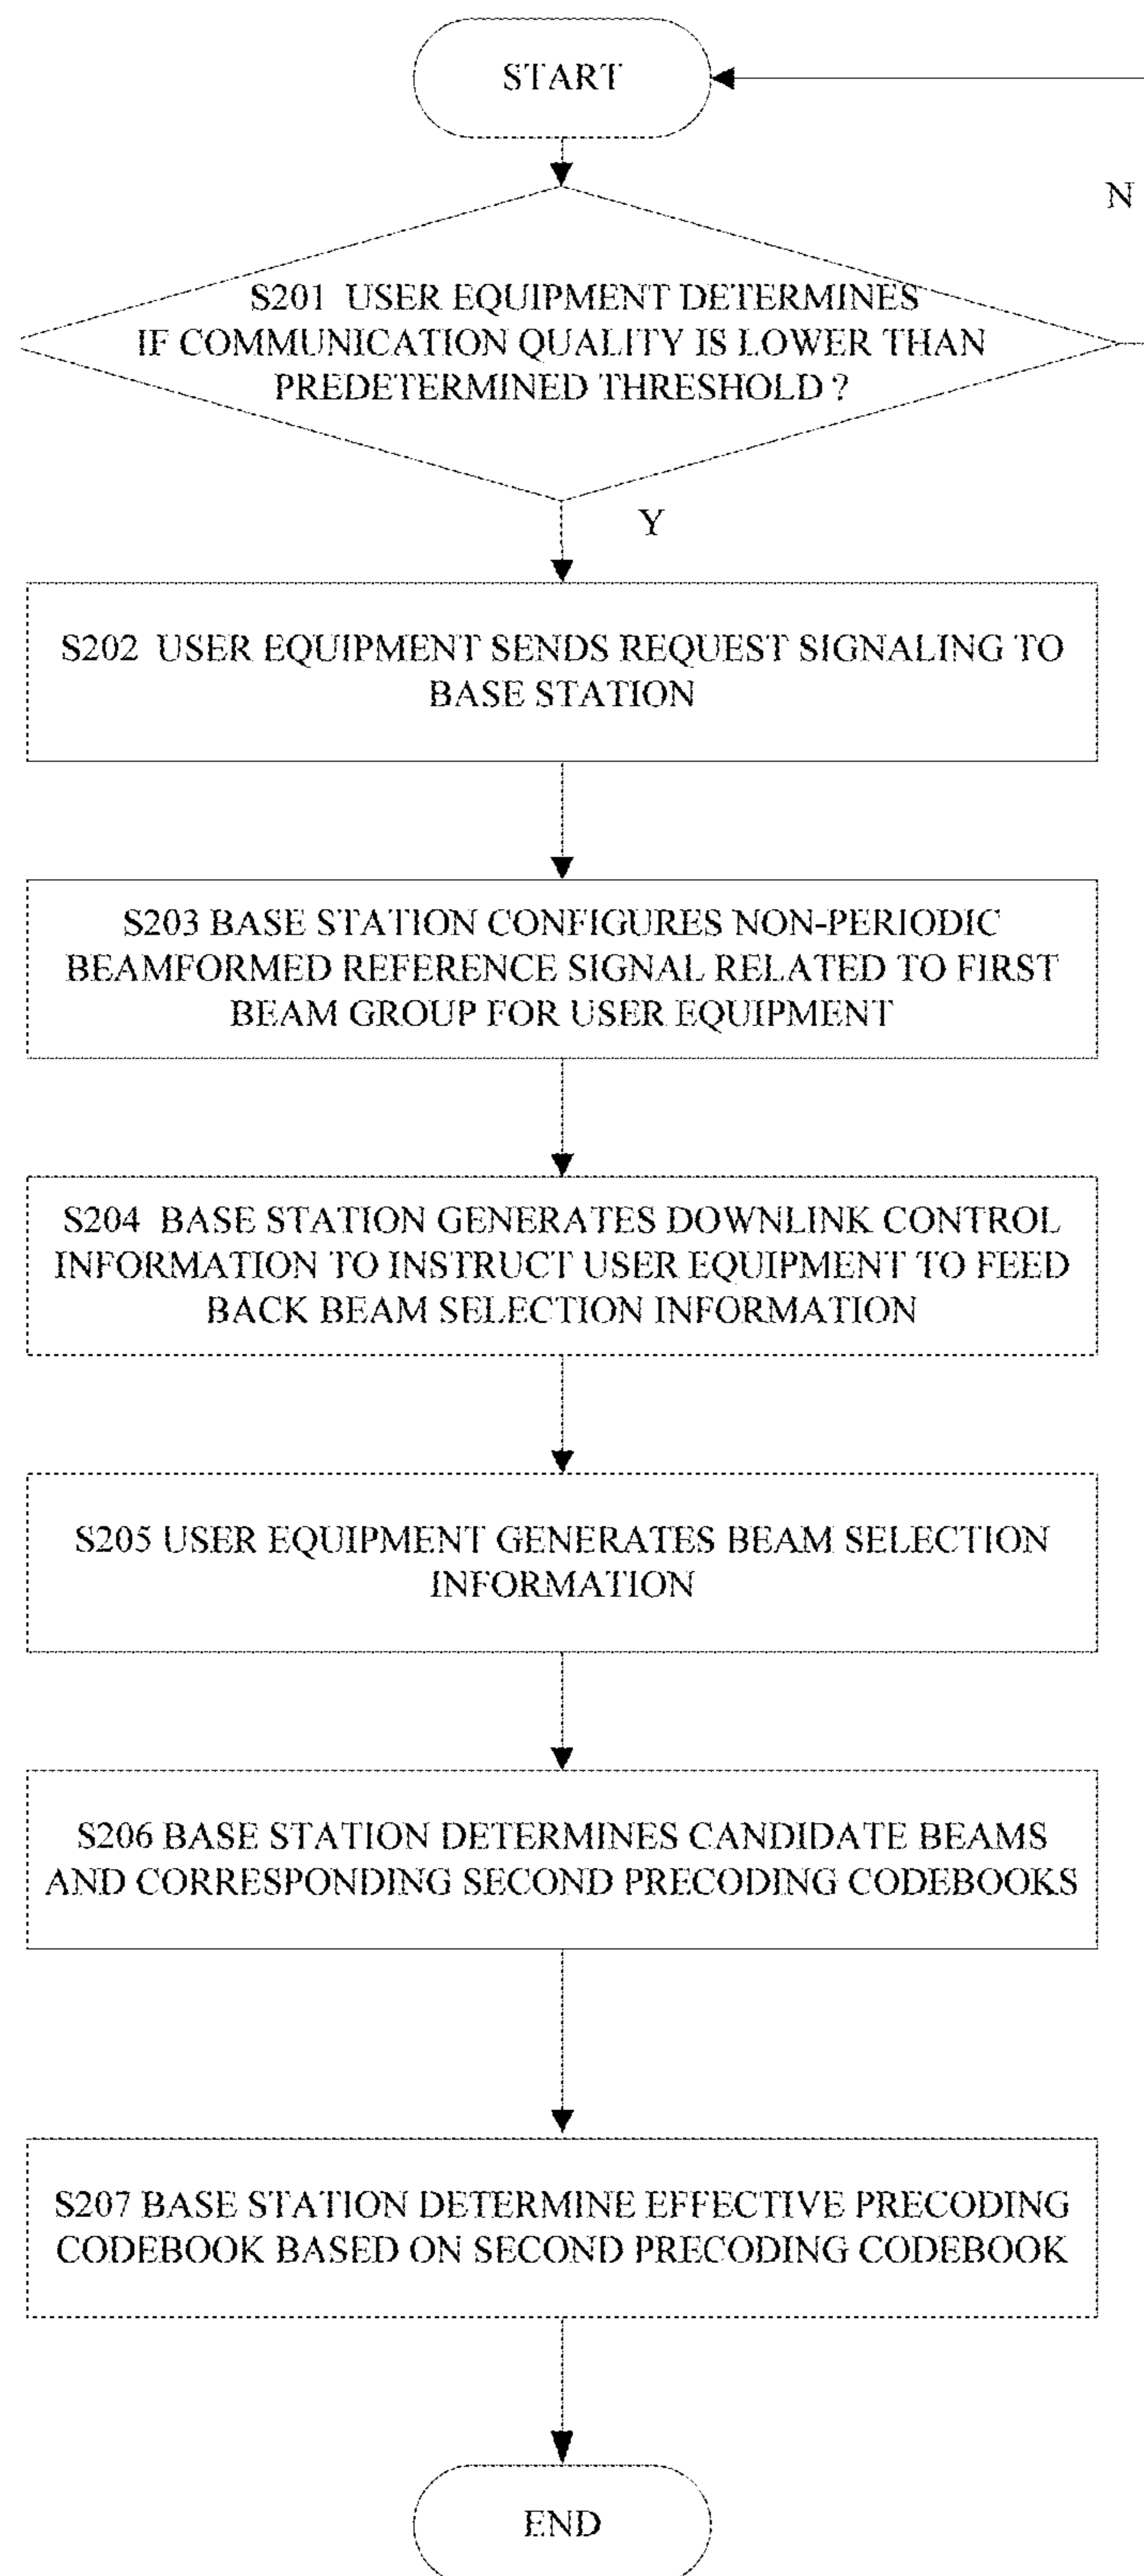 START
N
S201 USER EQUIPMENT DETERMINES
IF COMMUNICATION QUALITY IS LOWER THAN
PREDETERMINED THRESHOLD ?
Y
S202 USER EQUIPMENT SENDS REQUEST SIGNALING TO
BASE STATION
S203 BASE STATION CONFIGURES NON-PERIODIC
BEAMFORMED REFERENCE SIGNAL RELATED TO FIRST
BEAM GROUP FOR USER EQUIPMENT
S204 BASE STATION GENERATES DOWNLINK CONTROL
INFORMATION TO INSTRUCT USER EQUIPMENT TO FEED
BACK BEAM SELECTION INFORMATION
S205 USER EQUIPMENT GENERATES BEAM SELECTION
INFORMATION
S206 BASE STATION DETERMINES CANDIDATE BEAMS
AND CORRESPONDING SECOND PRECODING CODEBOOKS
S207 BASE STATION DETERMINE EFFECTIVE PRECODING
CODEBOOK BASED ON SECOND PRECODING CODEBOOK
END